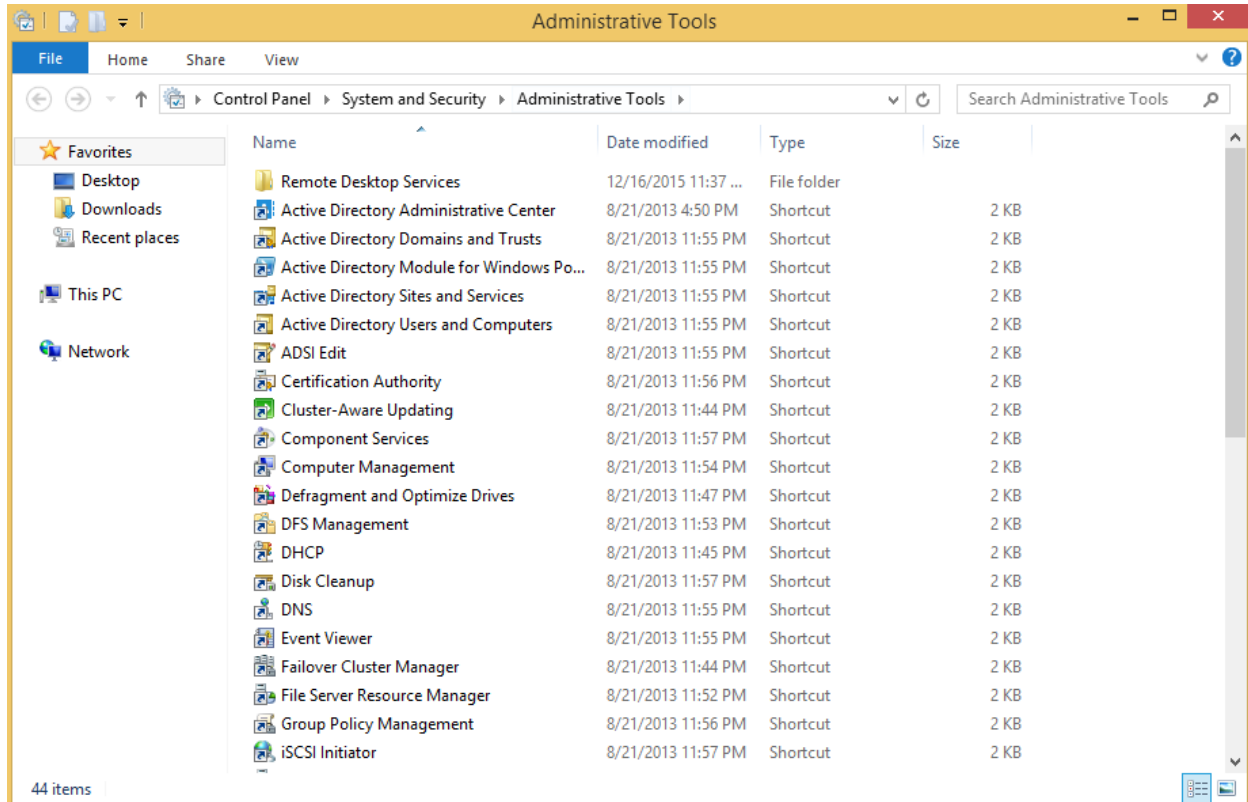 Administrative Tools
File Home Share View
Control Panel System and Security Administrative Tools Search Administrative Tools
Name Date modified Type Size
Favorites
Desktop
Downloads
Recent places
This PC
Network
Remote Desktop Services 12/16/2015 11:37 ... File folder
Active Directory Administrative Center 8/21/2013 4:50 PM Shortcut 2 KB
Active Directory Domains and Trusts 8/21/2013 11:55 PM Shortcut 2 KB
Active Directory Module for Windows Po... 8/21/2013 11:55 PM Shortcut 2 KB
Active Directory Sites and Services 8/21/2013 11:55 PM Shortcut 2 KB
Active Directory Users and Computers 8/21/2013 11:55 PM Shortcut 2 KB
ADSI Edit 8/21/2013 11:55 PM Shortcut 2 KB
Certification Authority 8/21/2013 11:56 PM Shortcut 2 KB
Cluster-Aware Updating 8/21/2013 11:44 PM Shortcut 2 KB
Component Services 8/21/2013 11:57 PM Shortcut 2 KB
Computer Management 8/21/2013 11:54 PM Shortcut 2 KB
Defragment and Optimize Drives 8/21/2013 11:47 PM Shortcut 2 KB
DFS Management 8/21/2013 11:53 PM Shortcut 2 KB
DHCP 8/21/2013 11:45 PM Shortcut 2 KB
Disk Cleanup 8/21/2013 11:57 PM Shortcut 2 KB
DNS 8/21/2013 11:55 PM Shortcut 2 KB
Event Viewer 8/21/2013 11:55 PM Shortcut 2 KB
Failover Cluster Manager 8/21/2013 11:44 PM Shortcut 2 KB
File Server Resource Manager 8/21/2013 11:52 PM Shortcut 2 KB
Group Policy Management 8/21/2013 11:56 PM Shortcut 2 KB
iSCSI Initiator 8/21/2013 11:57 PM Shortcut 2 KB
44 items